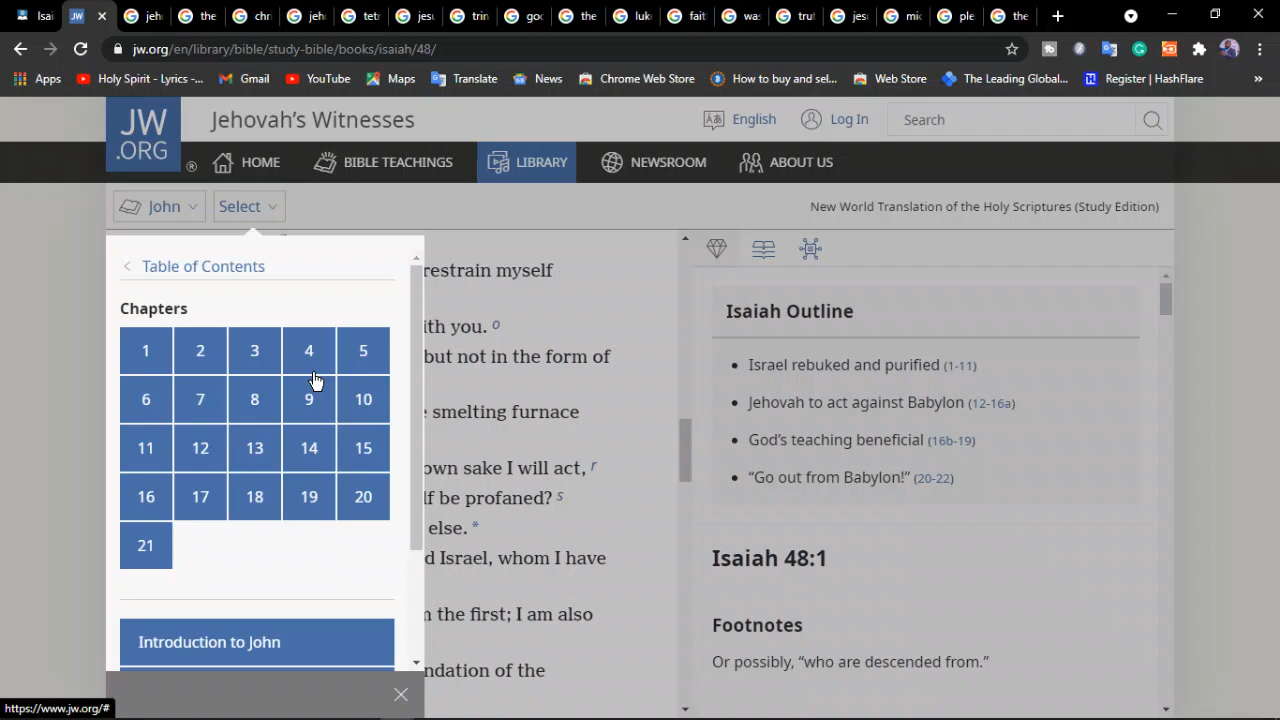 Isai
jeh
the
chr
jeh
tetr
jesu
trin
goo
the
luk
fait
was
trut
jesu
mic
ple
the
jw.org/en/library/bible/study-bible/books/isaiah/48/
Apps
Holy Spirit - Lyrics -...
Gmail
YouTube
Maps
Translate
News
Chrome Web Store
How to buy and sel...
Web Store
The Leading Global...
Register | HashFlare
»
JW
.ORG
®
Jehovah's Witnesses
English
Log In
Search
HOME
BIBLE TEACHINGS
LIBRARY
NEWSROOM
ABOUT US
John
Select
New World Translation of the Holy Scriptures (Study Edition)
Table of Contents
Chapters
1 2 3 4 5
6 7 8 9 10
11 12 13 14 15
16 17 18 19 20
21
Introduction to John
restrain myself
ith you. o
but not in the form of
e smelting furnace
own sake I will act, r
lf be profaned? s
else. *
d Israel, whom I have
m the first; I am also
ndation of the
Isaiah Outline
• Israel rebuked and purified (1-11)
• Jehovah to act against Babylon (12-16a)
• God's teaching beneficial (16b-19)
• “Go out from Babylon!” (20-22)
Isaiah 48:1
Footnotes
Or possibly, “who are descended from.”
https://www.jw.org/#